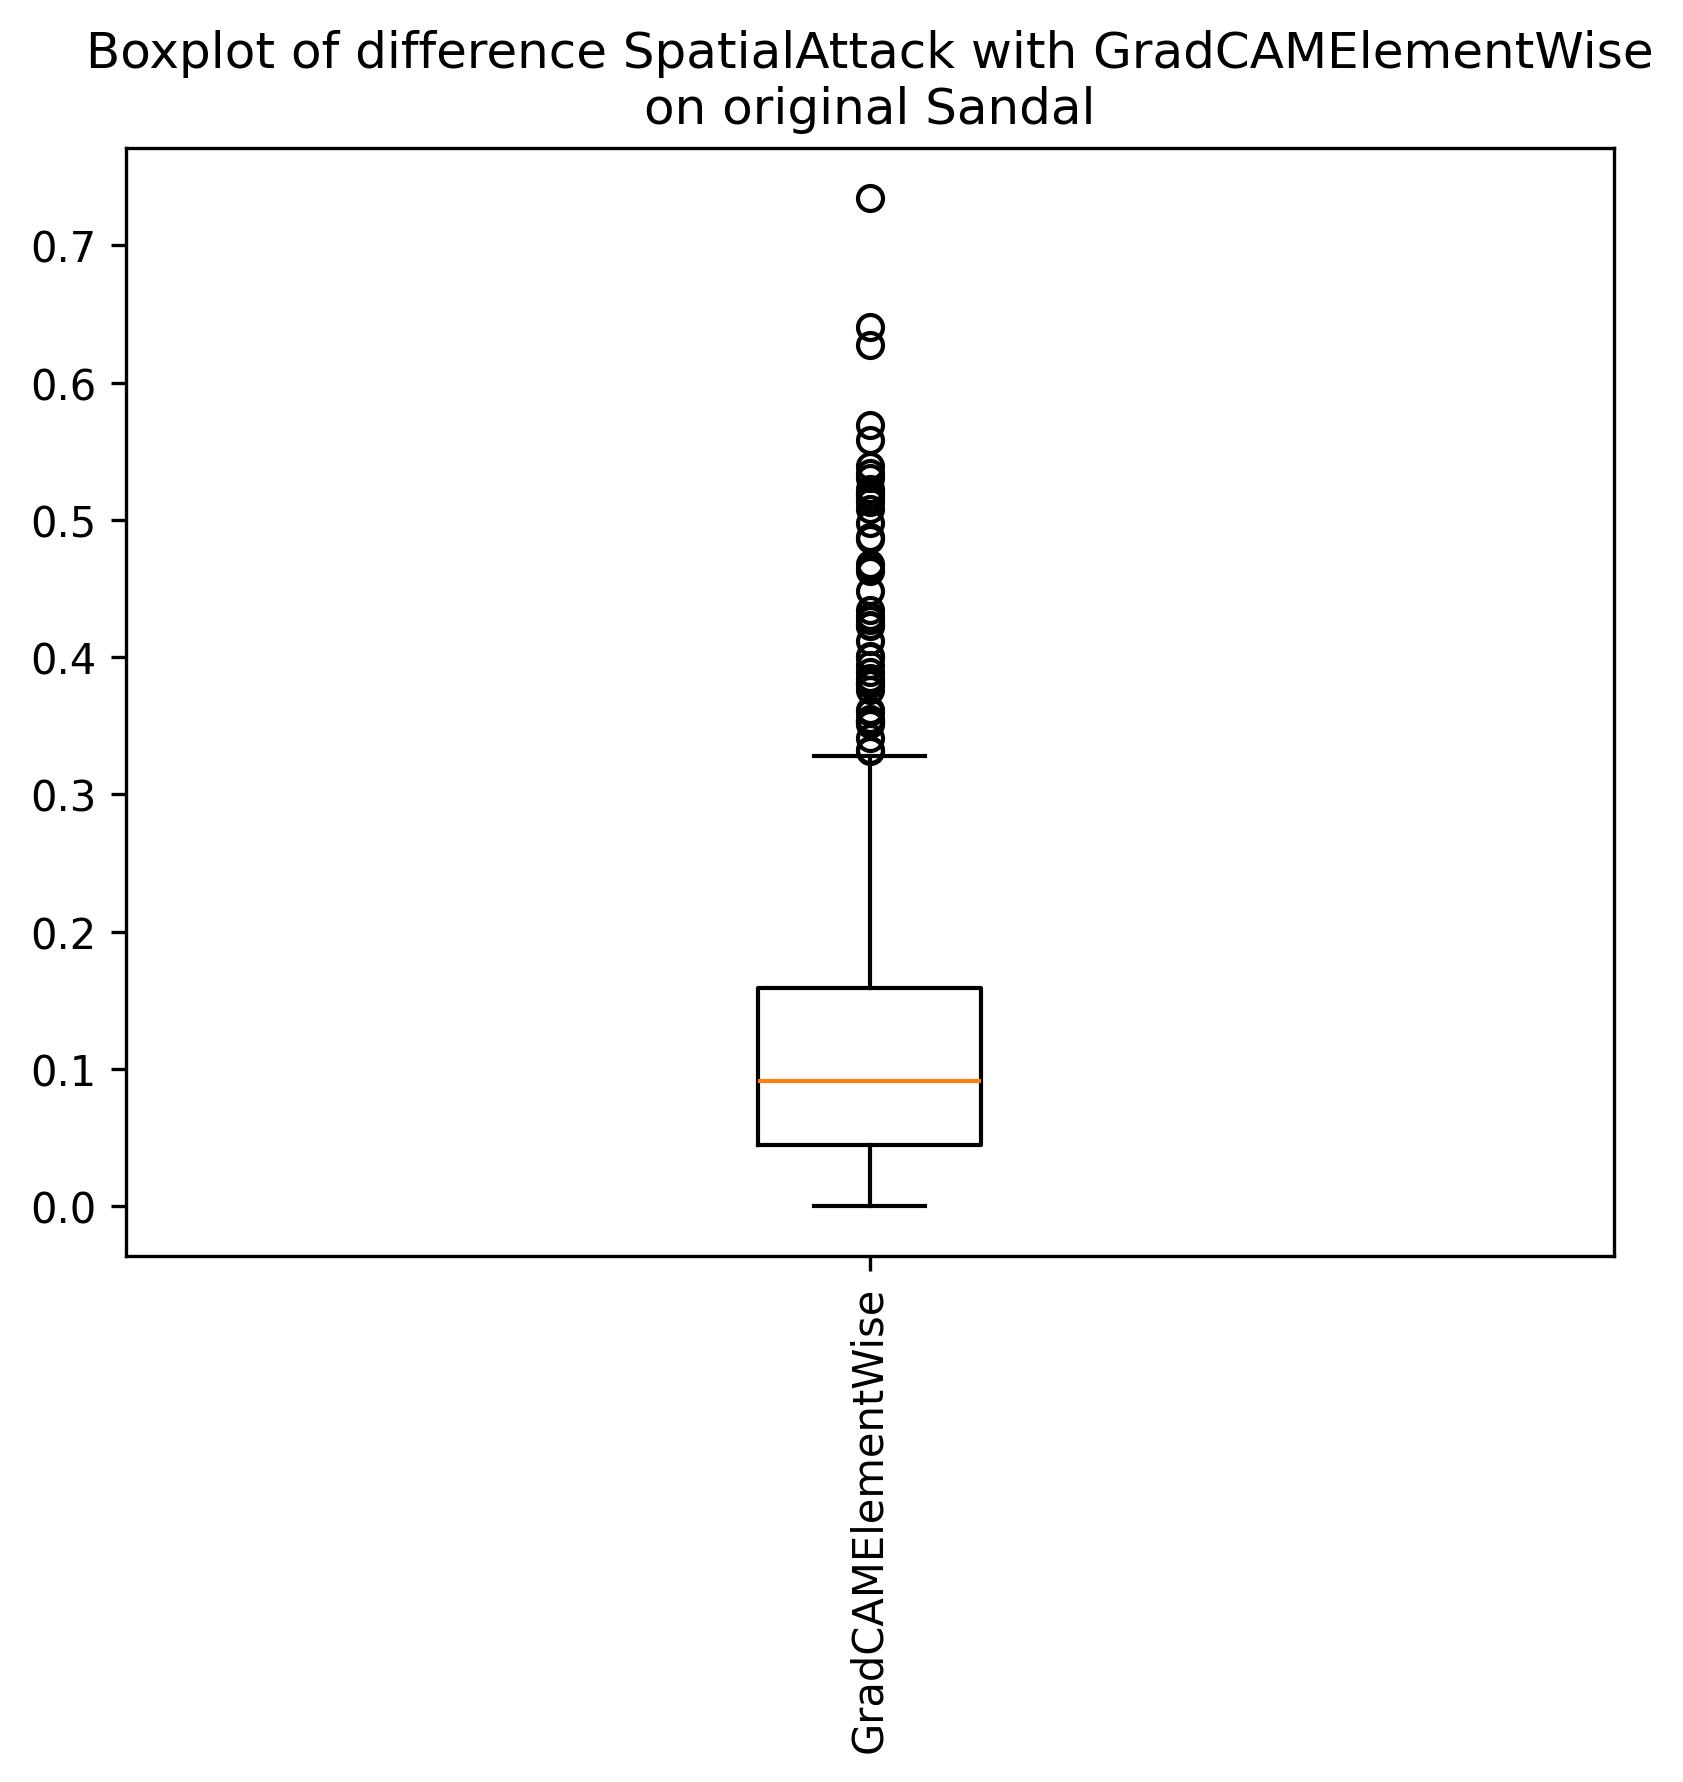 Boxplot of difference SpatialAttack with GradCAMElementWise
on original Sandal
0.7
0.6
0.5
0.4
0.3
0.2
0.1
0.0
GradCAMElementWise